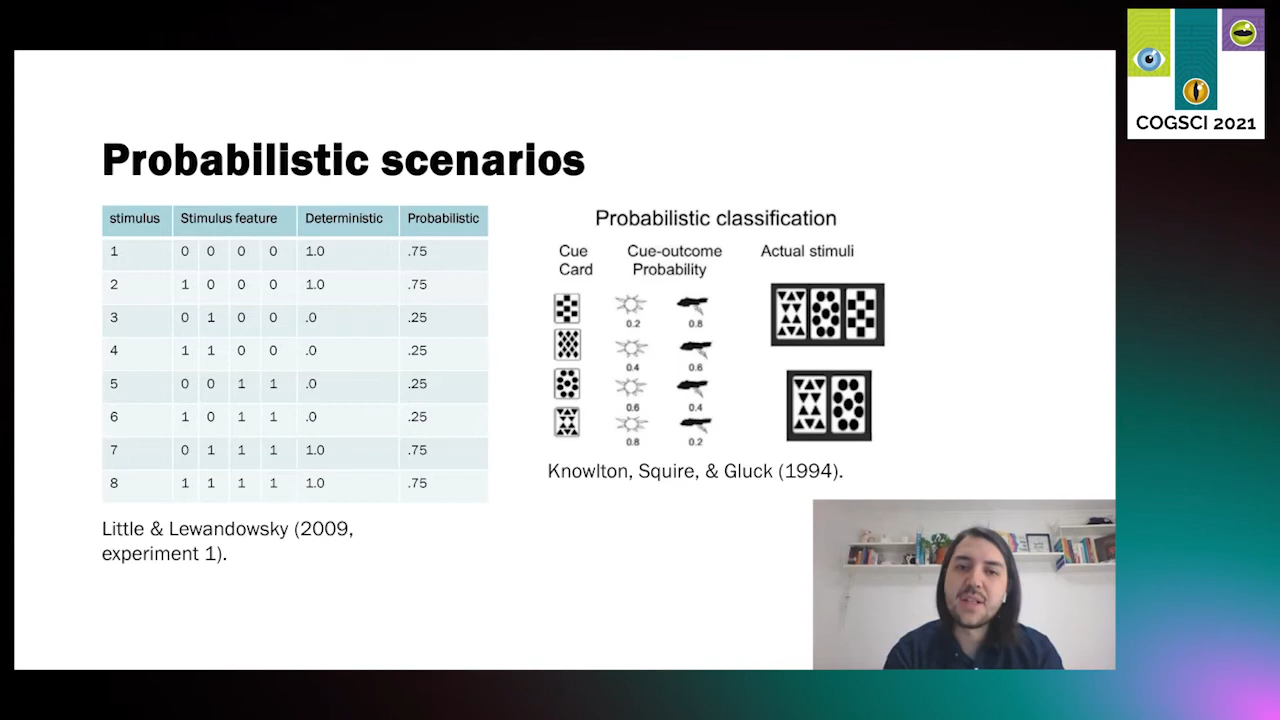 COGSCI 2021
Probabilistic scenarios
stimulus Stimulus feature Deterministic Probabilistic
1 0 0 0 0 1.0 .75
2 1 0 0 0 1.0 .75
3 0 1 0 0 .0 .25
4 1 1 0 0 .0 .25
5 0 0 1 1 .0 .25
6 1 0 1 1 .0 .25
7 0 1 1 1 1.0 .75
8 1 1 1 1 1.0 .75
Little & Lewandowsky (2009,
experiment 1).
Probabilistic classification
Cue Cue-outcome Actual stimuli
Card Probability
0.2 0.8
0.4 0.6
0.6 0.4
0.8 0.2
Knowlton, Squire, & Gluck (1994).